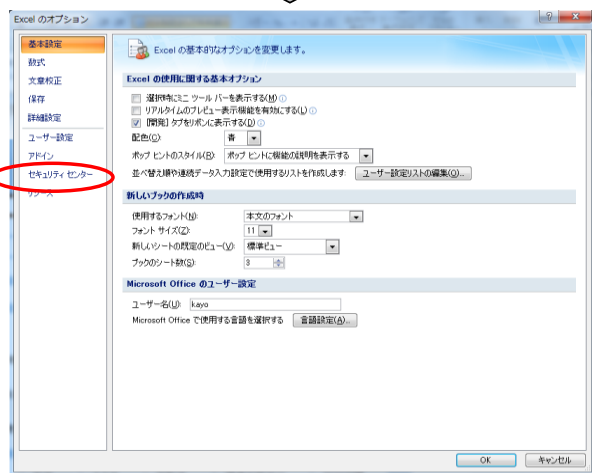 Excel のオプション
基本設定
数式
文章校正
保存
詳細設定
ユーザー設定
アドイン
セキュリティ センター
リソース
Excel の基本的なオプションを変更します。
Excel の使用に関する基本オプション
選択時にミニ ツール バーを表示する(M)
リアルタイムのプレビュー表示機能を有効にする(L)
[開発] タブをリボンに表示する(D)
配色(C): 青
ポップ ヒントのスタイル(R): ポップ ヒントに機能の説明を表示する
並べ替え順や連続データ入力設定で使用するリストを作成します: ユーザー設定リストの編集(O)...
新しいブックの作成時
使用するフォント(N): 本文のフォント
フォント サイズ(Z): 11
新しいシートの既定のビュー(V): 標準ビュー
ブックのシート数(S): 3
Microsoft Office のユーザー設定
ユーザー名(U): kayo
Microsoft Office で使用する言語を選択する 言語設定(A)...
OK キャンセル